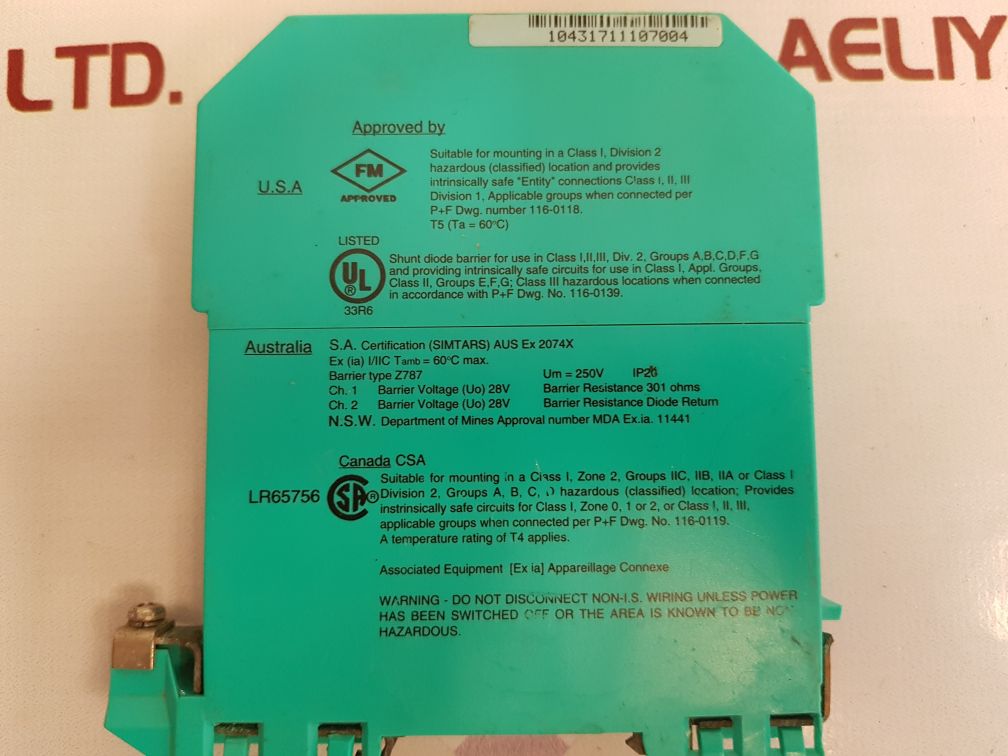 LTD.
AELIY
10431711107004
Approved by
U.S.A
FM
APPROVED
Suitable for mounting in a Class I, Division 2
hazardous (classified) location and provides
intrinsically safe "Entity" connections Class I, II, III
Division 1, Applicable groups when connected per
P+F Dwg. number 116-0118.
T5 (Ta = 60°C)
LISTED
UL
®
33R6
Shunt diode barrier for use in Class I,II,III, Div. 2, Groups A,B,C,D,F,G
and providing intrinsically safe circuits for use in Class I, Appl. Groups,
Class II, Groups E,F,G; Class III hazardous locations when connected
in accordance with P+F Dwg. No. 116-0139.
Australia
S.A. Certification (SIMTARS) AUS Ex 2074X
Ex (ia) I/IIC Tamb = 60°C max.
Barrier type Z787 Um = 250V
Ch. 1 Barrier Voltage (Uo) 28V Barrier Resistance 301 ohms
Ch. 2 Barrier Voltage (Uo) 28V Barrier Resistance Diode Return
N.S.W. Department of Mines Approval number MDA Ex.ia. 11441
Canada CSA
LR65756
SA ®
Suitable for mounting in a Class I, Zone 2, Groups IIC, IIB, IIA or Class I
Division 2, Groups A, B, C, hazardous (classified) location; Provides
instrinsically safe circuits for Class I, Zone 0, 1 or 2, or Class I, II, III,
applicable groups when connected per P+F Dwg. No. 116-0119.
A temperature rating of T4 applies.
Associated Equipment [Ex ia] Appareillage Connexe
WARNING - DO NOT DISCONNECT NON-I.S. WIRING UNLESS POWER
HAS BEEN SWITCHED OFF OR THE AREA IS KNOWN TO BE NON
HAZARDOUS.